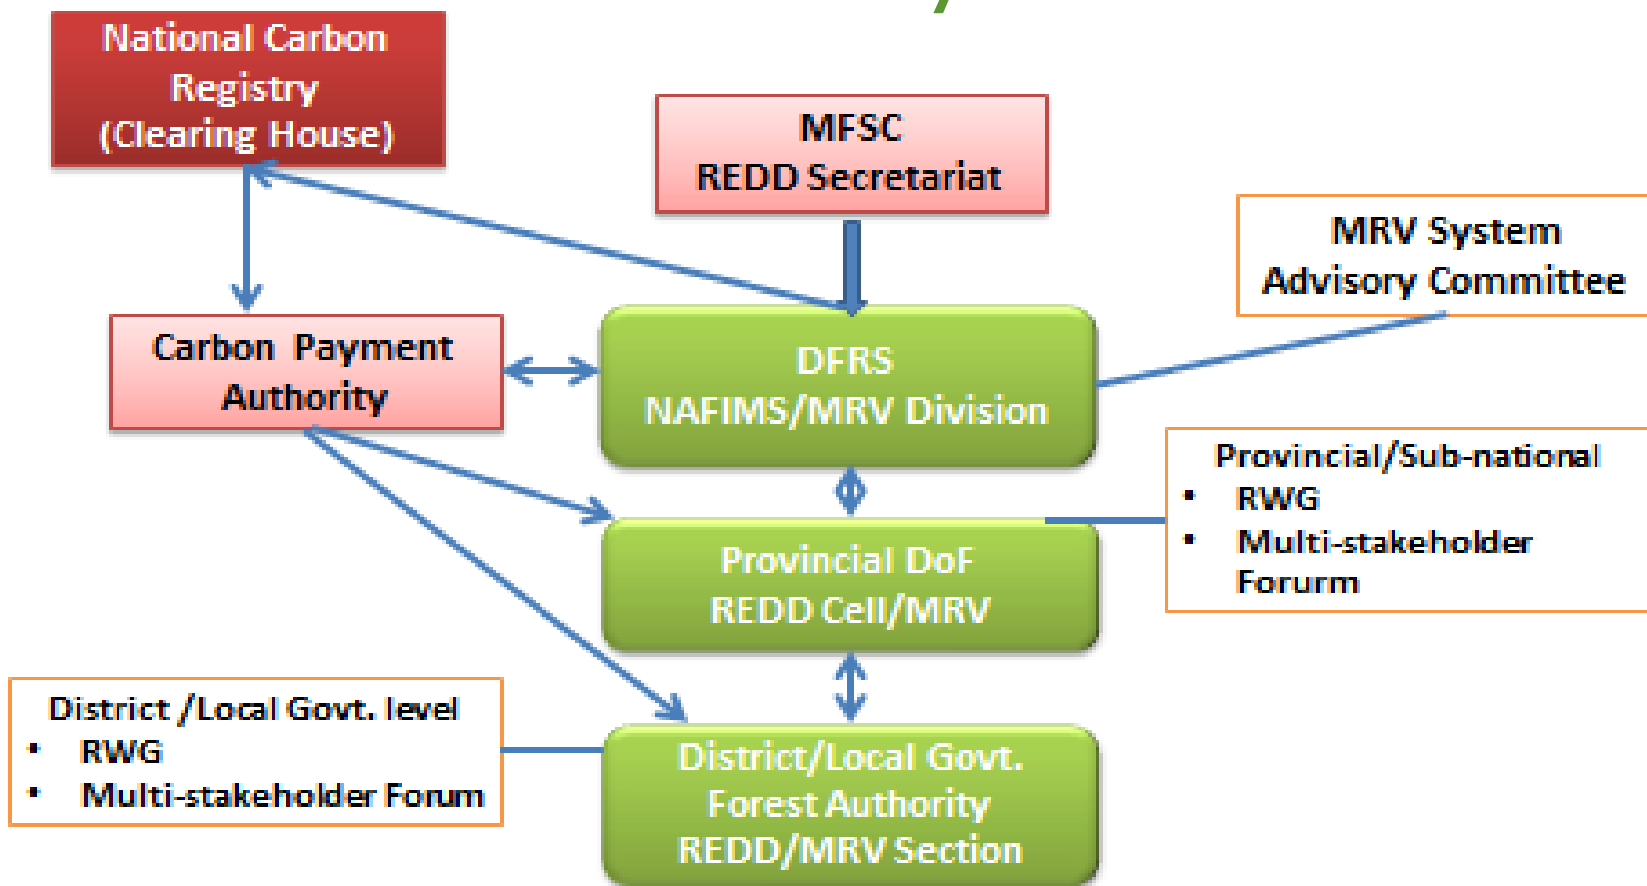 National Carbon
Registry
(Clearing House)
MFSC
REDD Secretariat
MRV System
Advisory Committee
Carbon Payment
Authority
DFRS
NAFIMS/MRV Division
Provincial/Sub-national
• RWG
• Multi-stakeholder
Forurm
Provincial DoF
REDD Cell/MRV
District /Local Govt. level
• RWG
• Multi-stakeholder Forum
District/Local Govt.
Forest Authority
REDD/MRV Section